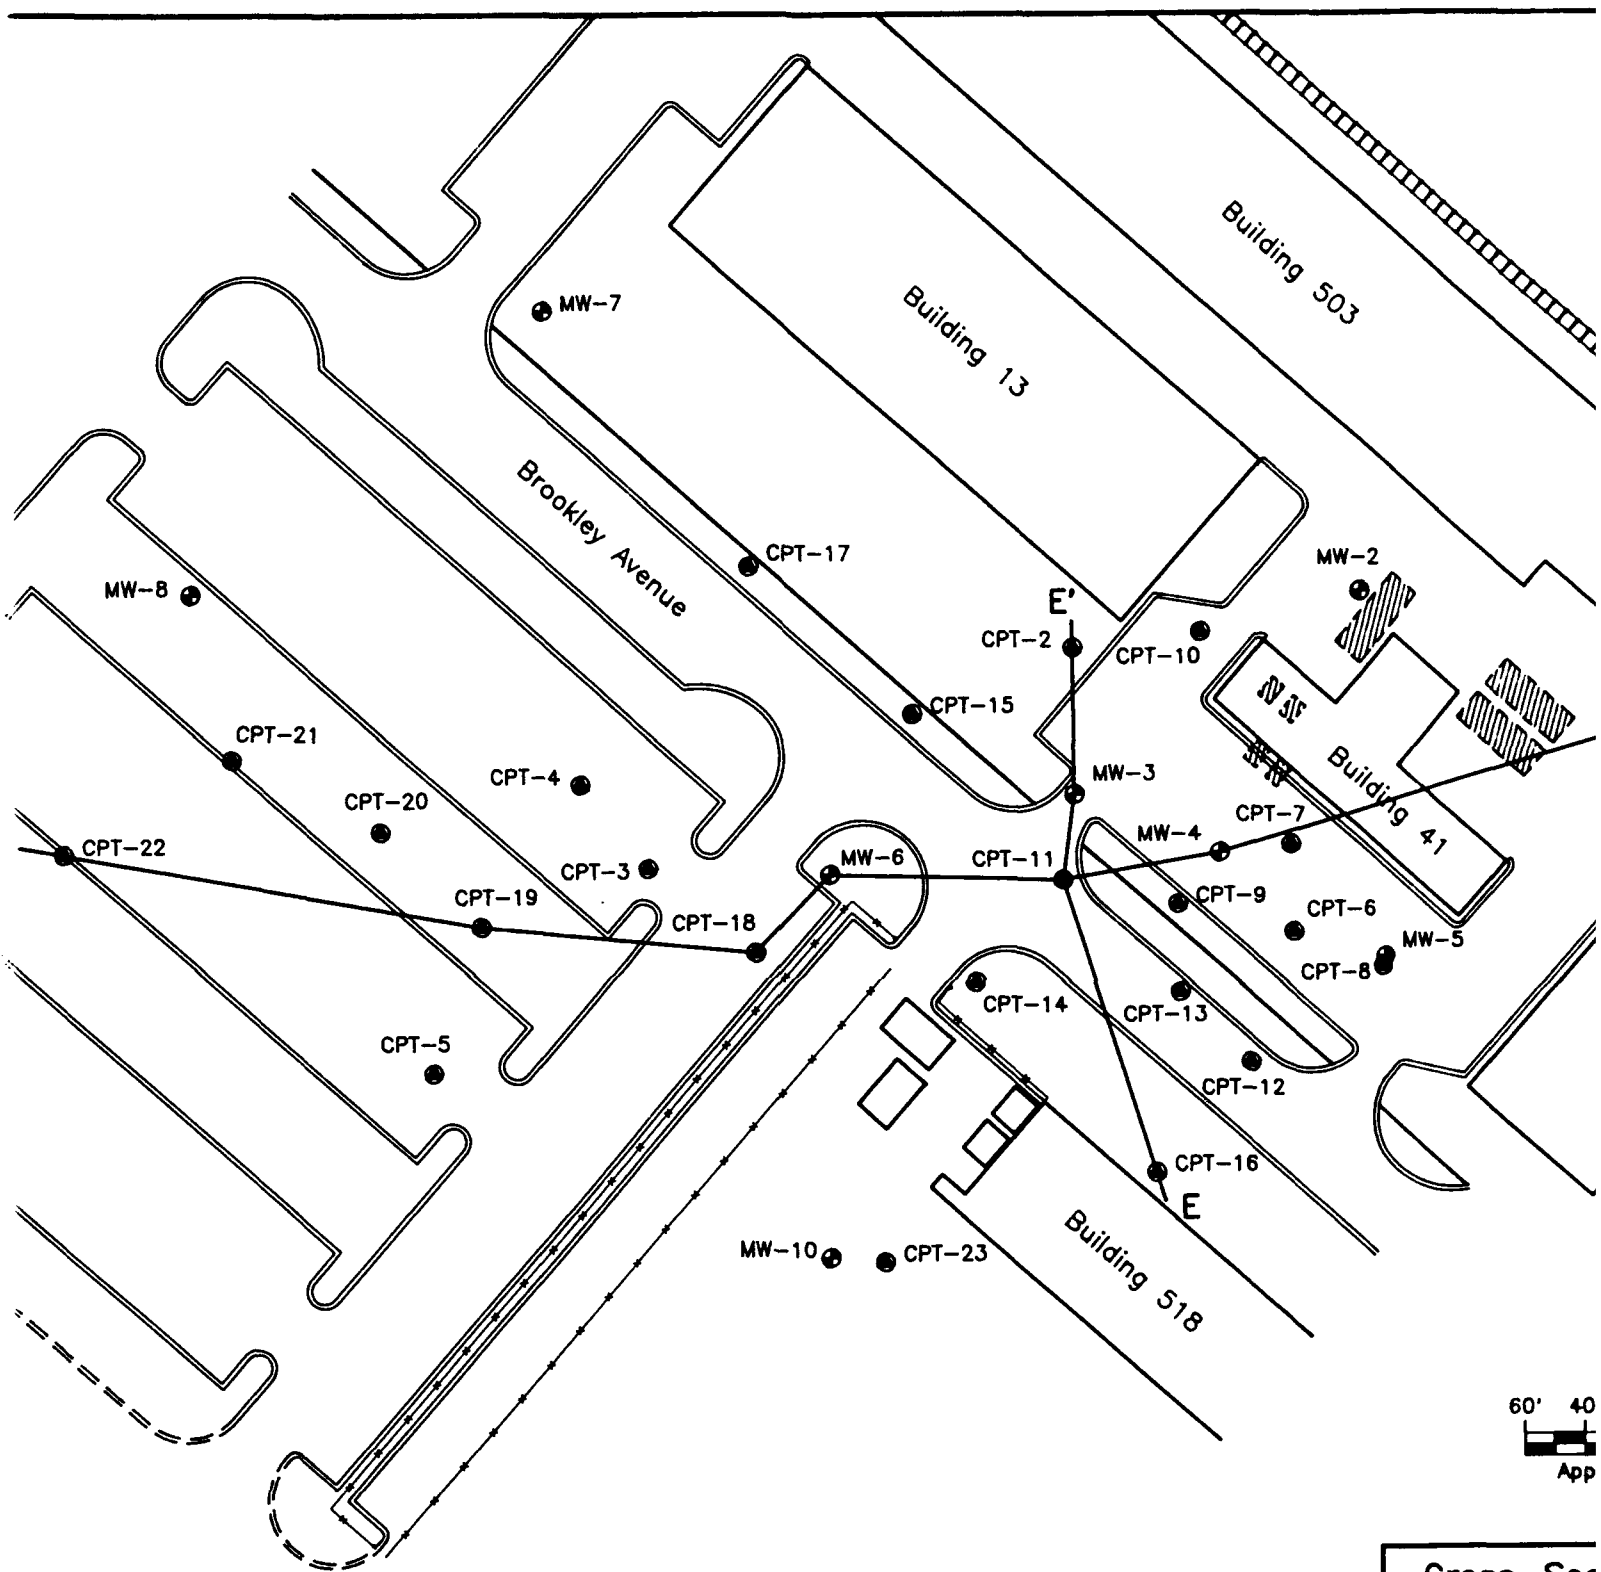 Building 503
MW-7
Building 13
Brookley Avenue
CPT-17
MW-2
MW-8
E'
CPT-2
CPT-10
CPT-15
CPT-21
CPT-4
MW-3
Building 41
CPT-20
CPT-7
MW-4
CPT-22
CPT-3
MW-6
CPT-11
CPT-19
CPT-9
CPT-6
CPT-18
MW-5
CPT-8
CPT-14
CPT-13
CPT-5
CPT-12
CPT-16
E
Building 518
MW-10
CPT-23
60' 40
App